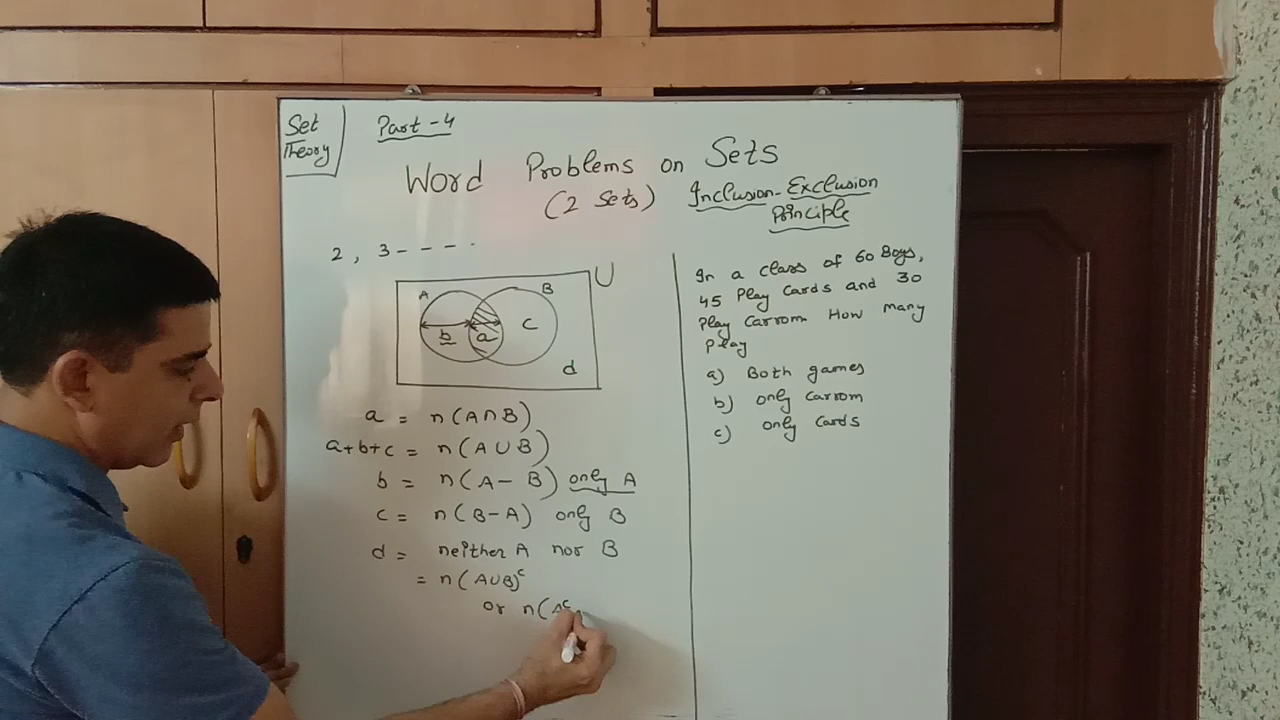 Set
Theory
Part - 4
Word Problems on Sets
(2 Sets) Inclusion-Exclusion
Principle
2, 3 - - - - .
U
A B
b a c
d
a = n(A∩B)
a+b+c = n(A∪B)
b = n(A-B) only A
c = n(B-A) only B
d = neither A nor B
= n(A∪B)ᶜ
or n(Aᶜ
In a class of 60 Boys,
45 Play Cards and 30
Play Carrom How many
Play
a) Both games
b) only Carrom
c) only Cards